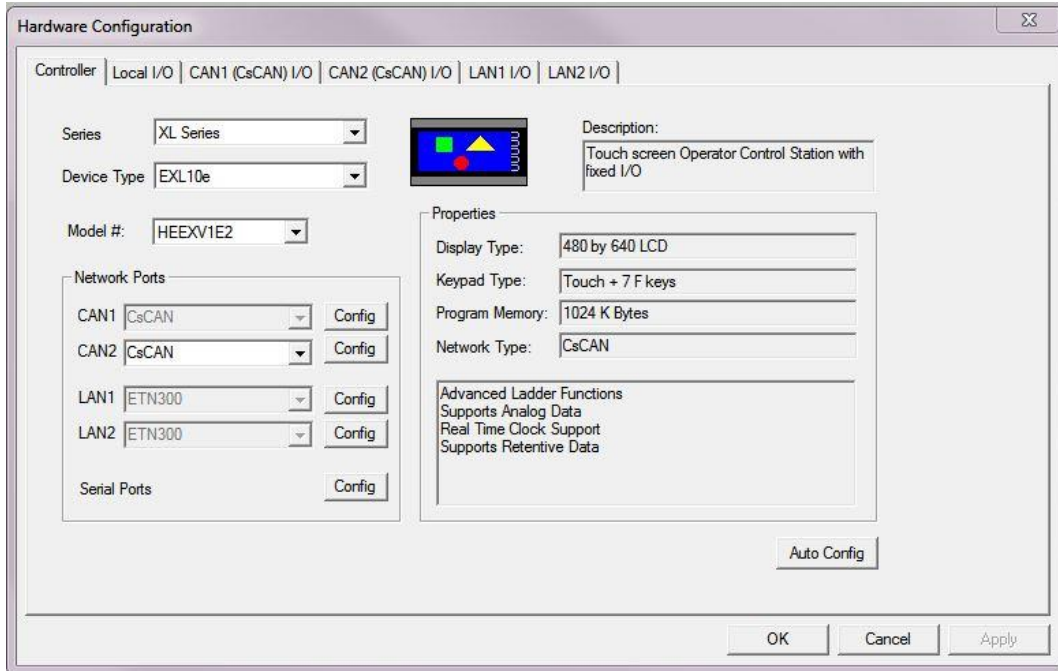 Hardware Configuration
Controller
Local I/O
CAN1 (CsCAN) I/O
CAN2 (CsCAN) I/O
LAN1 I/O
LAN2 I/O
Series XL Series
Device Type EXL10e
Model #: HEEXV1E2
Description:
Touch screen Operator Control Station with
fixed I/O
Network Ports
CAN1 CsCAN Config
CAN2 CsCAN Config
LAN1 ETN300 Config
LAN2 ETN300 Config
Serial Ports Config
Properties
Display Type: 480 by 640 LCD
Keypad Type: Touch + 7 F keys
Program Memory: 1024 K Bytes
Network Type: CsCAN
Advanced Ladder Functions
Supports Analog Data
Real Time Clock Support
Supports Retentive Data
Auto Config
OK Cancel Apply